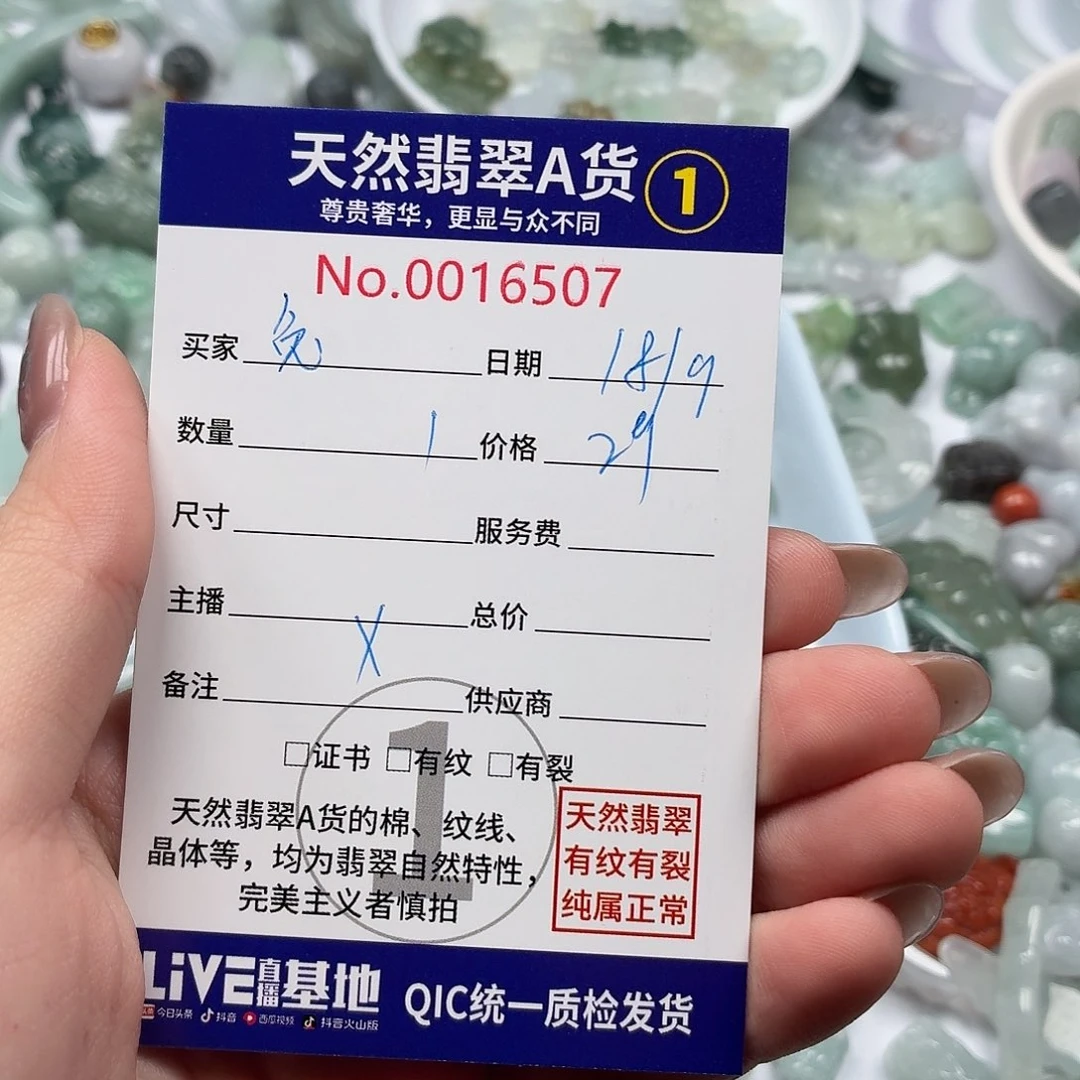 天然翡翠A货 1
尊贵奢华，更显与众不同
No.0016507
买家 兔 日期 18/9
数量 1 价格 29
尺寸 服务费
主播 总价
X
备注 供应商
□证书 □有纹 □有裂
1
天然翡翠A货的棉、纹线、
晶体等，均为翡翠自然特性，
完美主义者慎拍
天然翡翠
有纹有裂
纯属正常
LiVE直播基地
今日头条 抖音 西瓜视频 抖音火山版
QIC统一质检发货